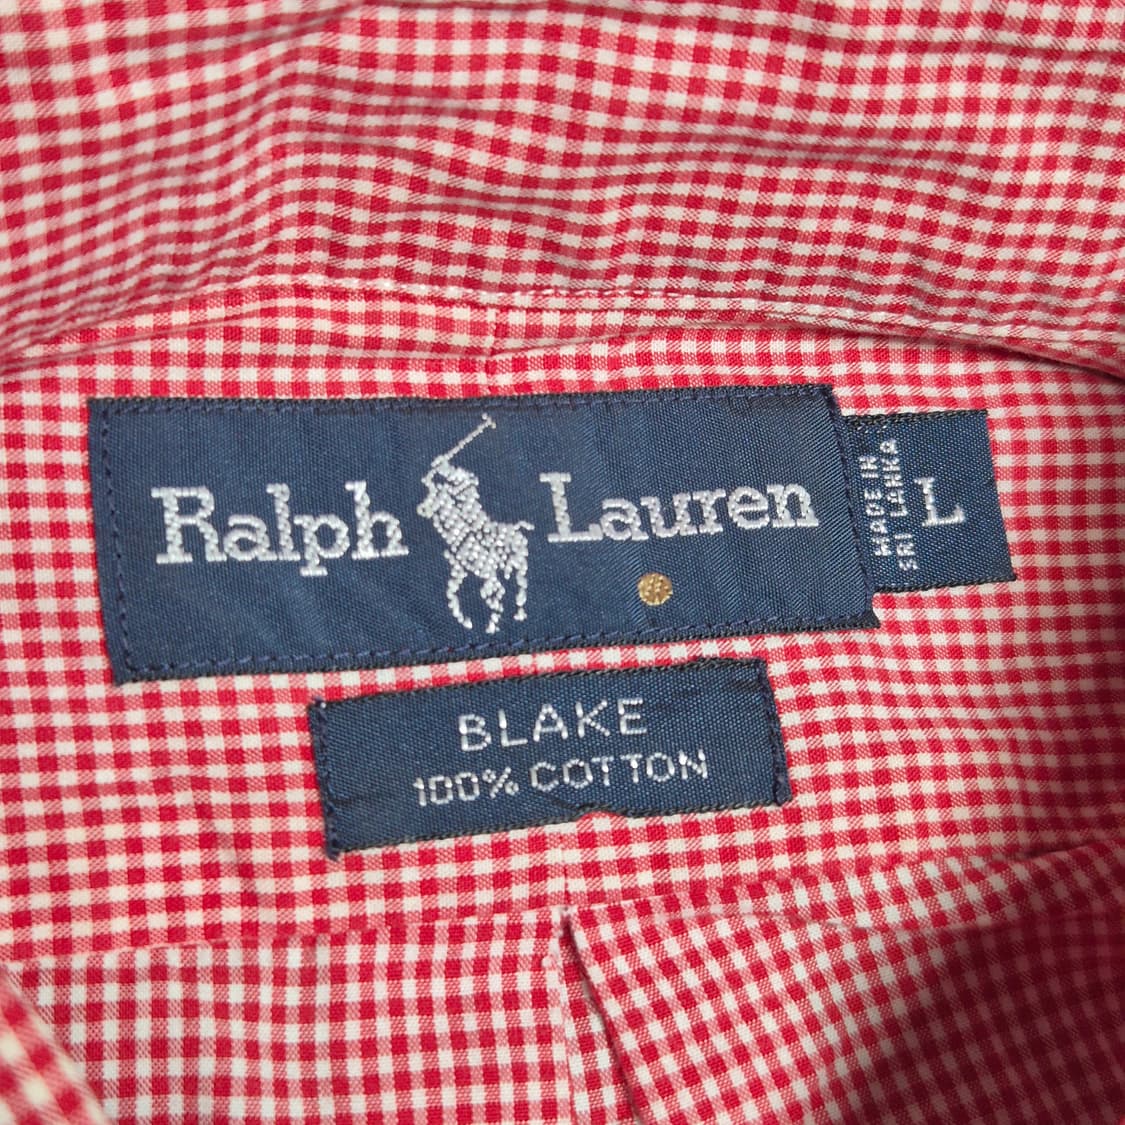 Ralph Lauren
MADE IN
SRI LANKA
L
BLAKE
100% COTTON